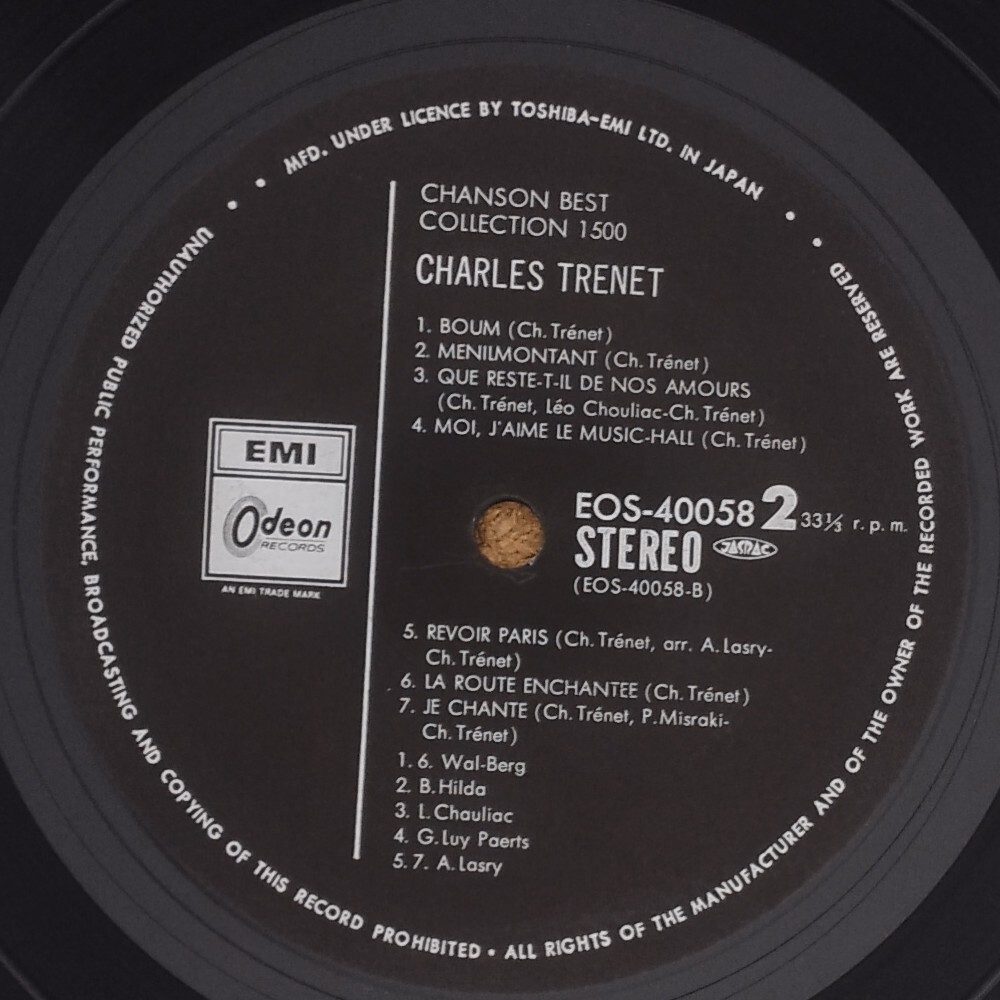 MFD. UNDER LICENCE BY TOSHIBA-EMI LTD. IN JAPAN
CHANSON BEST
COLLECTION 1500
CHARLES TRENET
1. BOUM (Ch. Trénet)
2. MENILMONTANT (Ch. Trénet)
3. QUE RESTE-T-IL DE NOS AMOURS
(Ch. Trénet, Léo Chouliac-Ch. Trénet)
4. MOI, J'AIME LE MUSIC-HALL (Ch. Trénet)
EMI
Odeon
RECORDS
AN EMI TRADE MARK
EOS-40058 2 33⅓ r. p. m.
STEREO JASRAC
(EOS-40058-B)
5. REVOIR PARIS (Ch. Trénet, arr. A. Lasry-
Ch. Trénet)
6. LA ROUTE ENCHANTEE (Ch. Trénet)
7. JE CHANTE (Ch. Trénet, P. Misraki-
Ch. Trénet)
1. 6. Wal-Berg
2. B. Hilda
3. L. Chauliac
4. G. Luy Paerts
5. 7. A. Lasry
UNAUTHORIZED PUBLIC PERFORMANCE, BROADCASTING AND COPYING OF THIS RECORD PROHIBITED • ALL RIGHTS OF THE MANUFACTURER AND OF THE OWNER OF THE RECORDED WORK ARE RESERVED